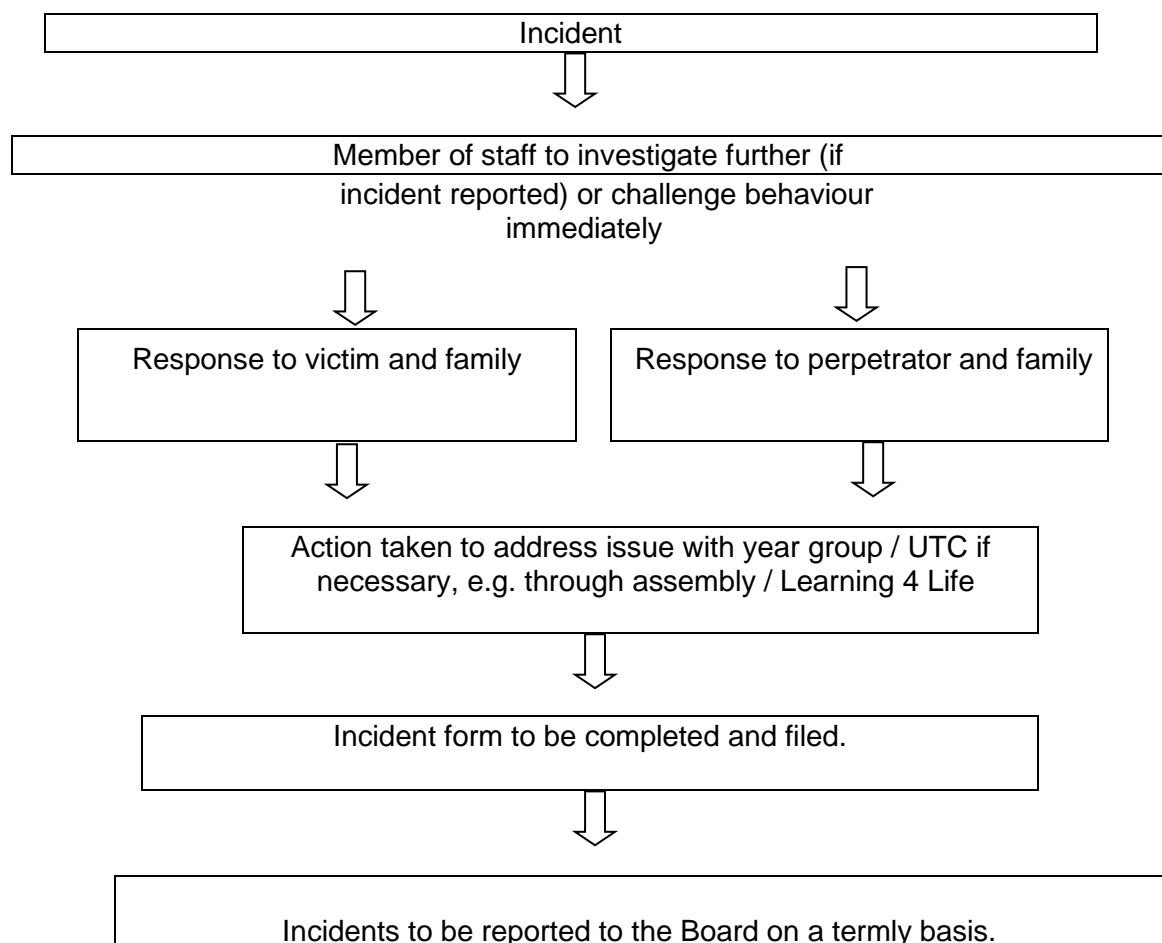 Incident
Member of staff to investigate further (if
incident reported) or challenge behaviour
immediately
Response to victim and family
Response to perpetrator and family
Action taken to address issue with year group / UTC if
necessary, e.g. through assembly / Learning 4 Life
Incident form to be completed and filed.
Incidents to be reported to the Board on a termly basis.